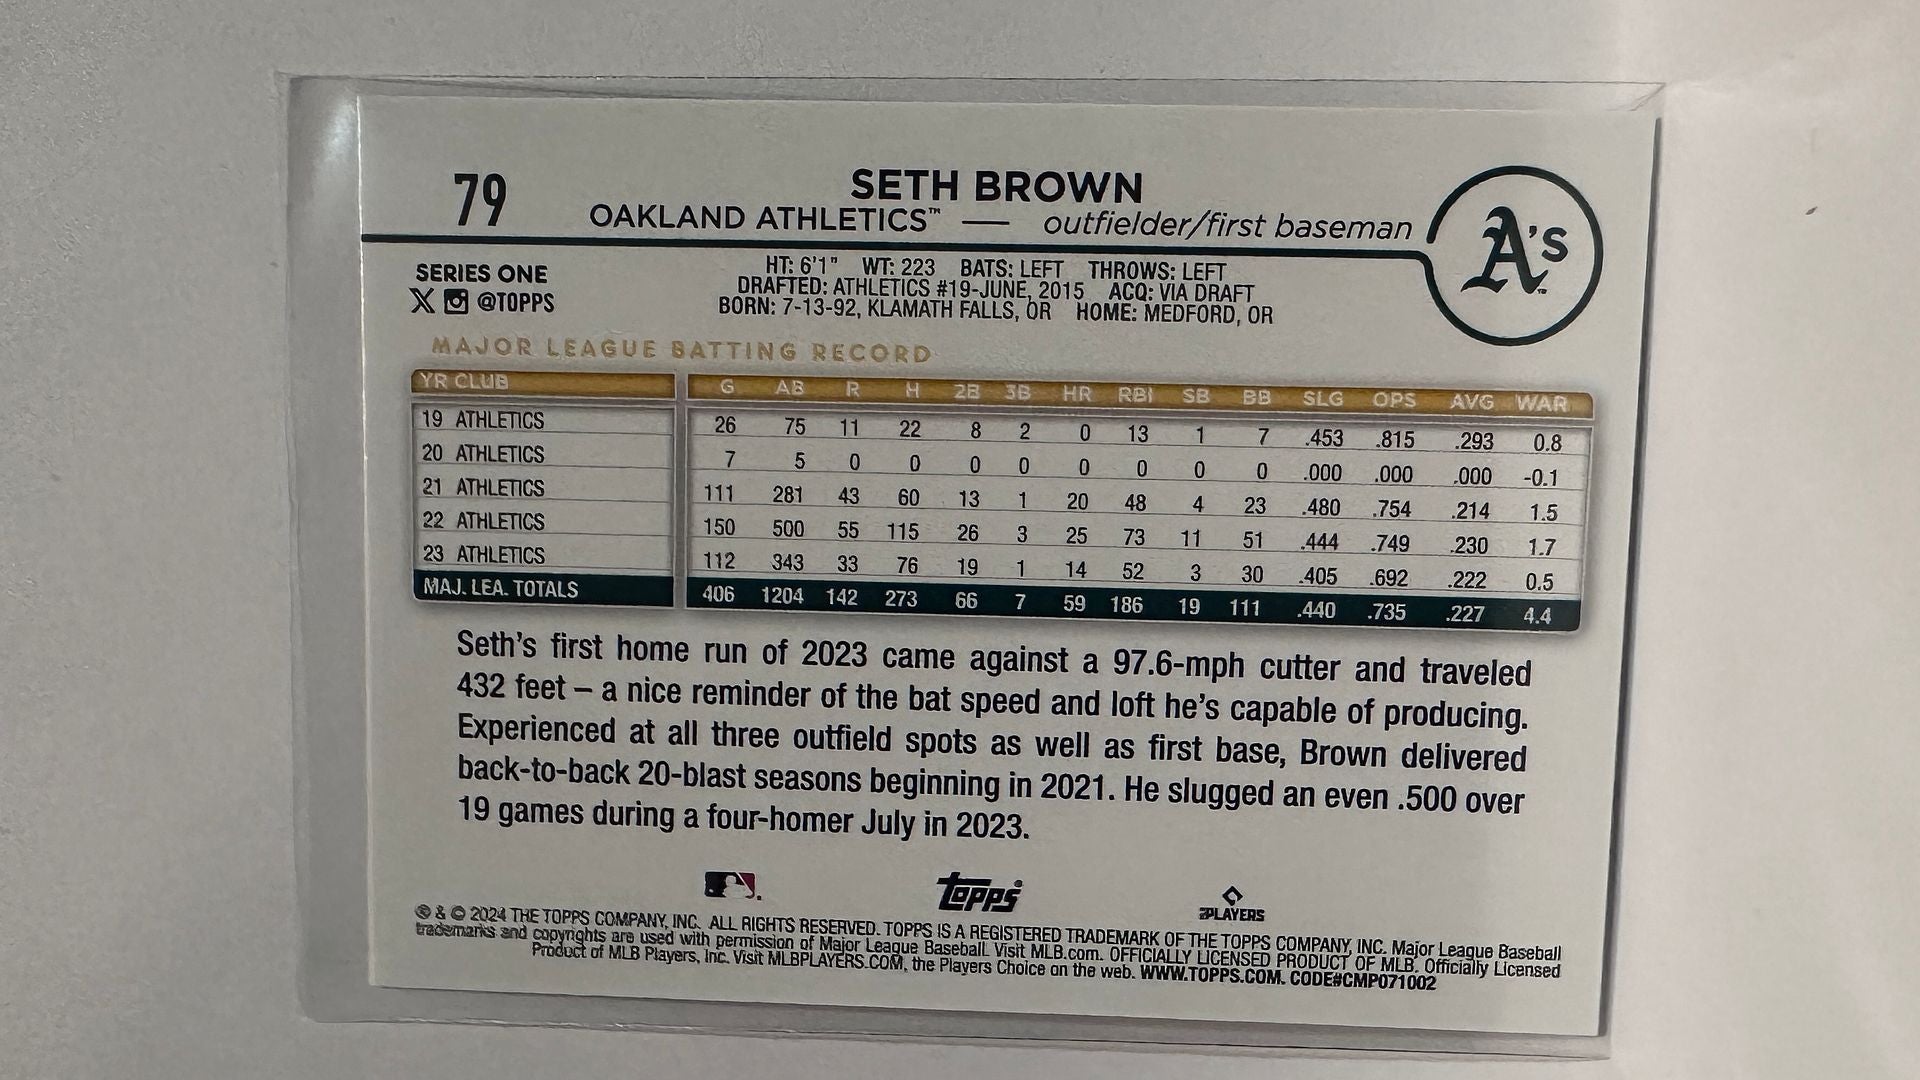 79
SETH BROWN
OAKLAND ATHLETICS™ — outfielder/first baseman
A's
SERIES ONE
X @TOPPS
HT: 6'1" WT: 223 BATS: LEFT THROWS: LEFT
DRAFTED: ATHLETICS #19-JUNE, 2015 ACQ: VIA DRAFT
BORN: 7-13-92, KLAMATH FALLS, OR HOME: MEDFORD, OR
MAJOR LEAGUE BATTING RECORD
YR CLUB G AB R H 2B 3B HR RBI SB BB SLG OPS AVG WAR
19 ATHLETICS 26 75 11 22 8 2 0 13 1 7 .453 .815 .293 0.8
20 ATHLETICS 7 5 0 0 0 0 0 0 0 0 .000 .000 .000 -0.1
21 ATHLETICS 111 281 43 60 13 1 20 48 4 23 .480 .754 .214 1.5
22 ATHLETICS 150 500 55 115 26 3 25 73 11 51 .444 .749 .230 1.7
23 ATHLETICS 112 343 33 76 19 1 14 52 3 30 .405 .692 .222 0.5
MAJ. LEA. TOTALS 406 1204 142 273 66 7 59 186 19 111 .440 .735 .227 4.4
Seth's first home run of 2023 came against a 97.6-mph cutter and traveled
432 feet – a nice reminder of the bat speed and loft he's capable of producing.
Experienced at all three outfield spots as well as first base, Brown delivered
back-to-back 20-blast seasons beginning in 2021. He slugged an even .500 over
19 games during a four-homer July in 2023.
Topps
PLAYERS
® & © 2024 THE TOPPS COMPANY, INC. ALL RIGHTS RESERVED. TOPPS IS A REGISTERED TRADEMARK OF THE TOPPS COMPANY, INC. Major League Baseball
trademarks and copyrights are used with permission of Major League Baseball. Visit MLB.com. OFFICIALLY LICENSED PRODUCT OF MLB. Officially Licensed
Product of MLB Players, Inc. Visit MLBPLAYERS.COM, the Players Choice on the web. WWW.TOPPS.COM. CODE#CMP071002